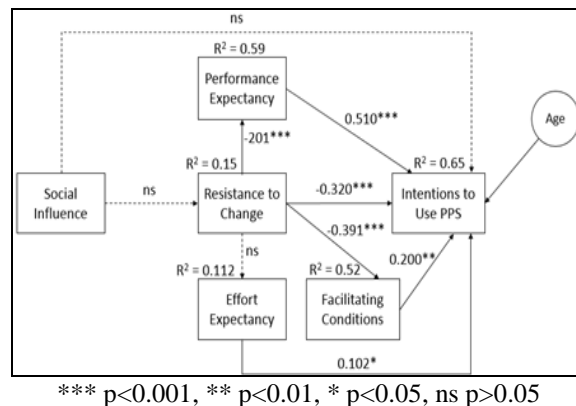 ns
R² = 0.59
Performance
Expectancy
0.510***
Age
-201***
R² = 0.15
R² = 0.65
Social
Influence
ns
Resistance to
Change
-0.320***
Intentions to
Use PPS
-0.391***
ns
0.200**
R² = 0.112
R² = 0.52
Effort
Expectancy
Facilitating
Conditions
0.102*
*** p<0.001, ** p<0.01, * p<0.05, ns p>0.05